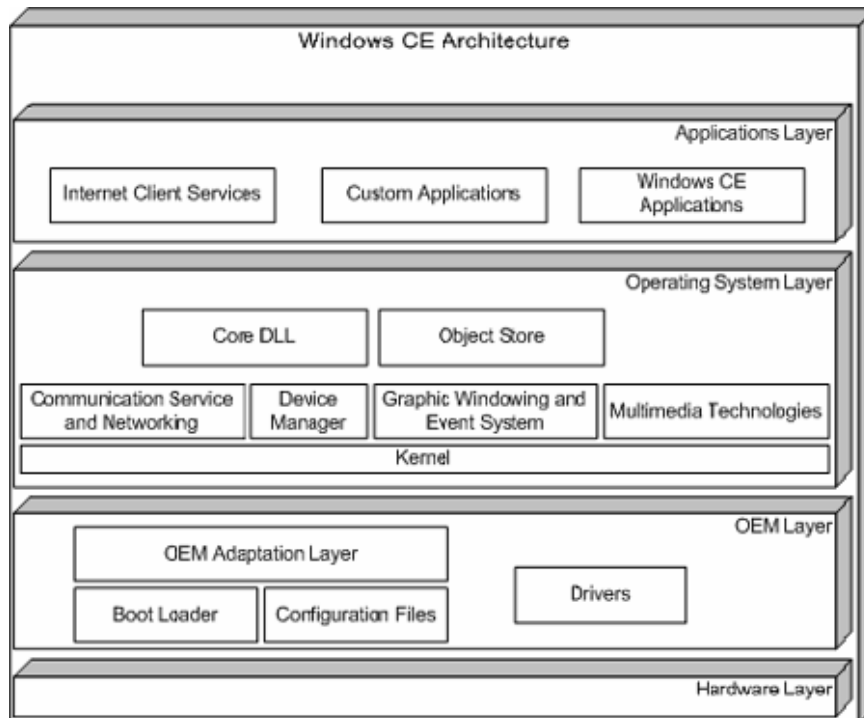 Windows CE Architecture
Applications Layer
Internet Client Services
Custom Applications
Windows CE
Applications
Operating System Layer
Core DLL
Object Store
Communication Service
and Networking
Device
Manager
Graphic Windowing and
Event System
Multimedia Technologies
Kernel
OEM Layer
OEM Adaptation Layer
Boot Loader
Configuration Files
Drivers
Hardware Layer